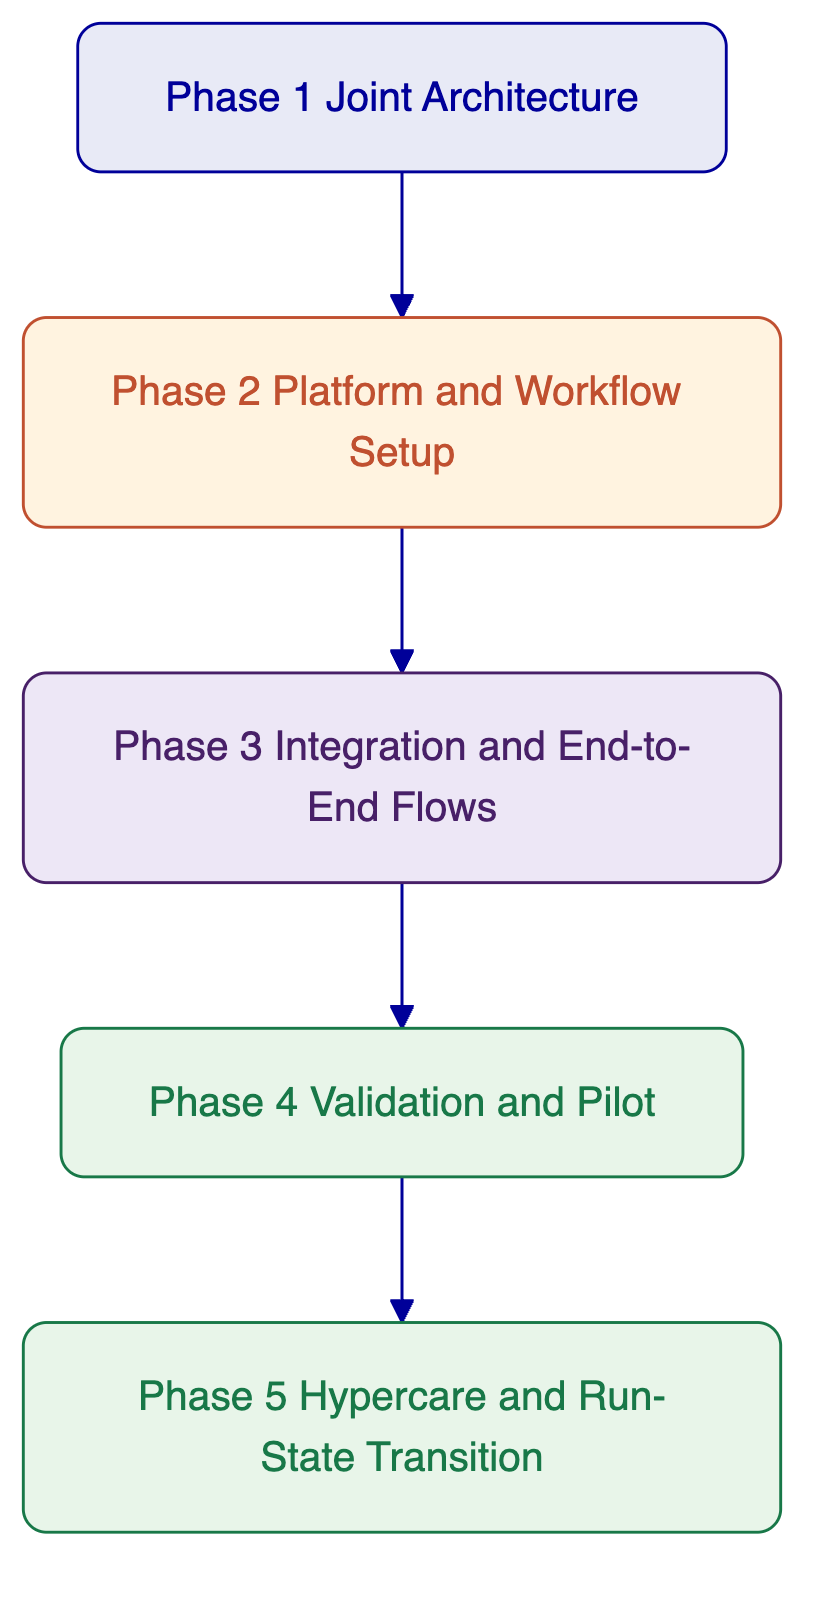 Phase 1 Joint Architecture
Phase 2 Platform and Workflow
Setup
Phase 3 Integration and End-to-
End Flows
Phase 4 Validation and Pilot
Phase 5 Hypercare and Run-
State Transition